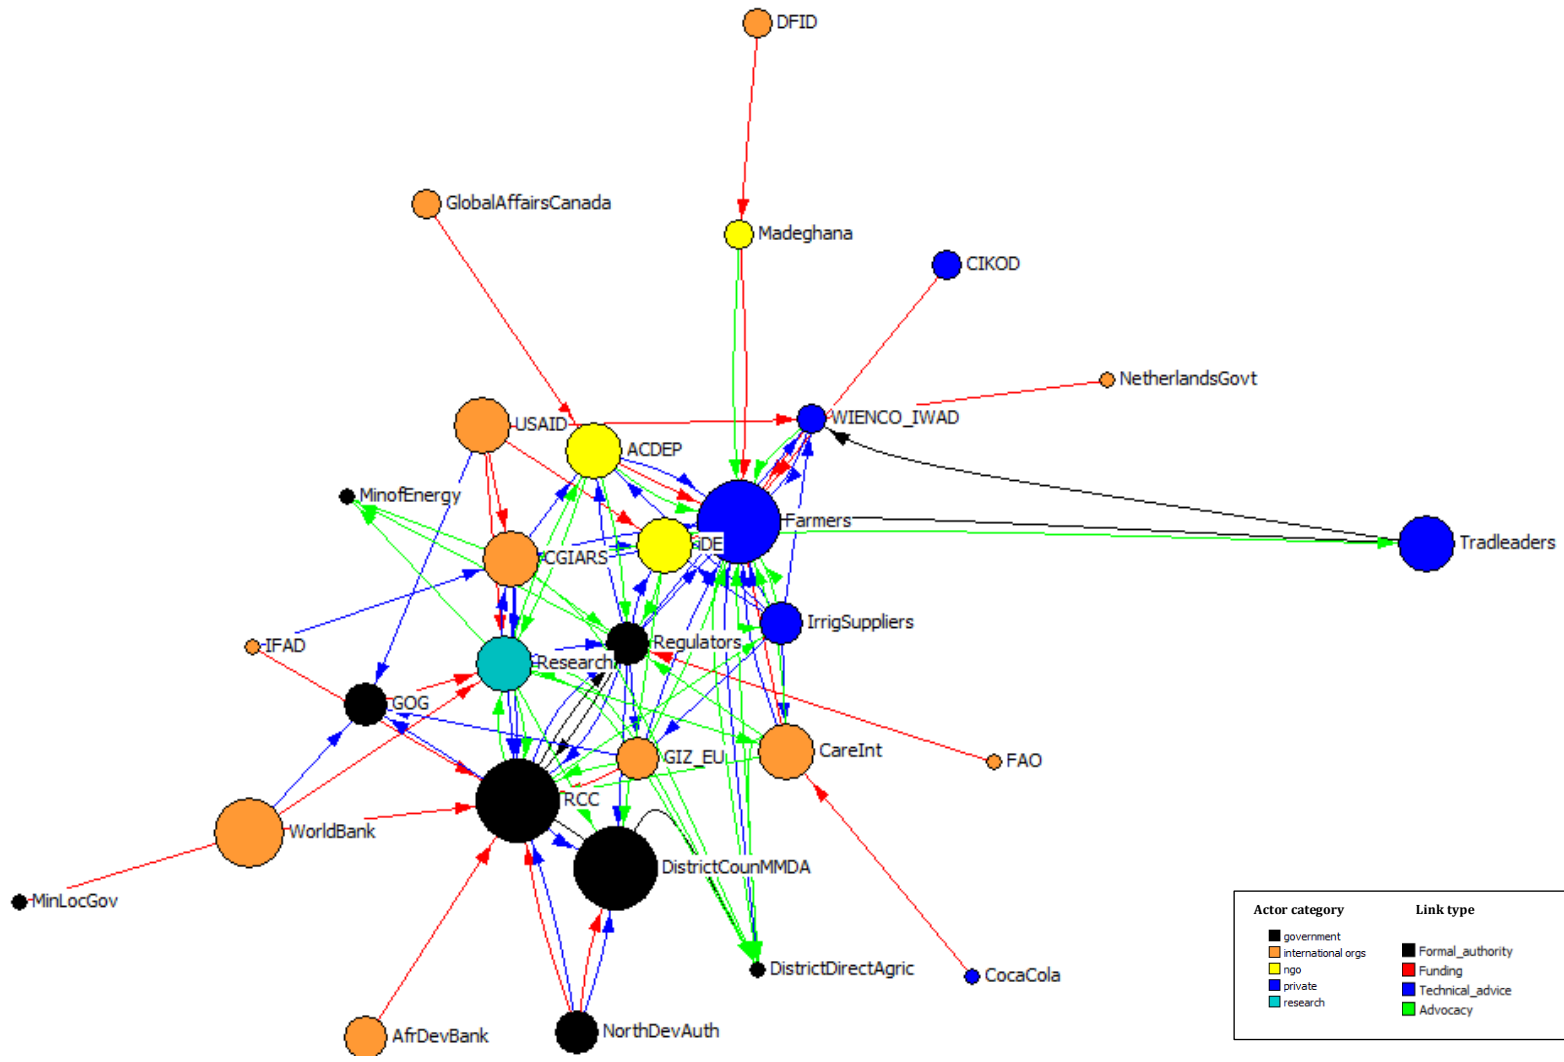 DFID
GlobalAffairsCanada
Madeghana
CIKOD
NetherlandsGovt
USAID
WIENCO_IWAD
ACDEP
MinofEnergy
Farmers
iDE
Tradleaders
CGIARS
IrrigSuppliers
Regulators
IFAD
Research
GOG
CareInt
GIZ_EU
FAO
RCC
WorldBank
DistrictCounMMDA
MinLocGov
DistrictDirectAgric
CocaCola
AfrDevBank
NorthDevAuth
Actor category
government
international orgs
ngo
private
research
Link type
Formal_authority
Funding
Technical_advice
Advocacy